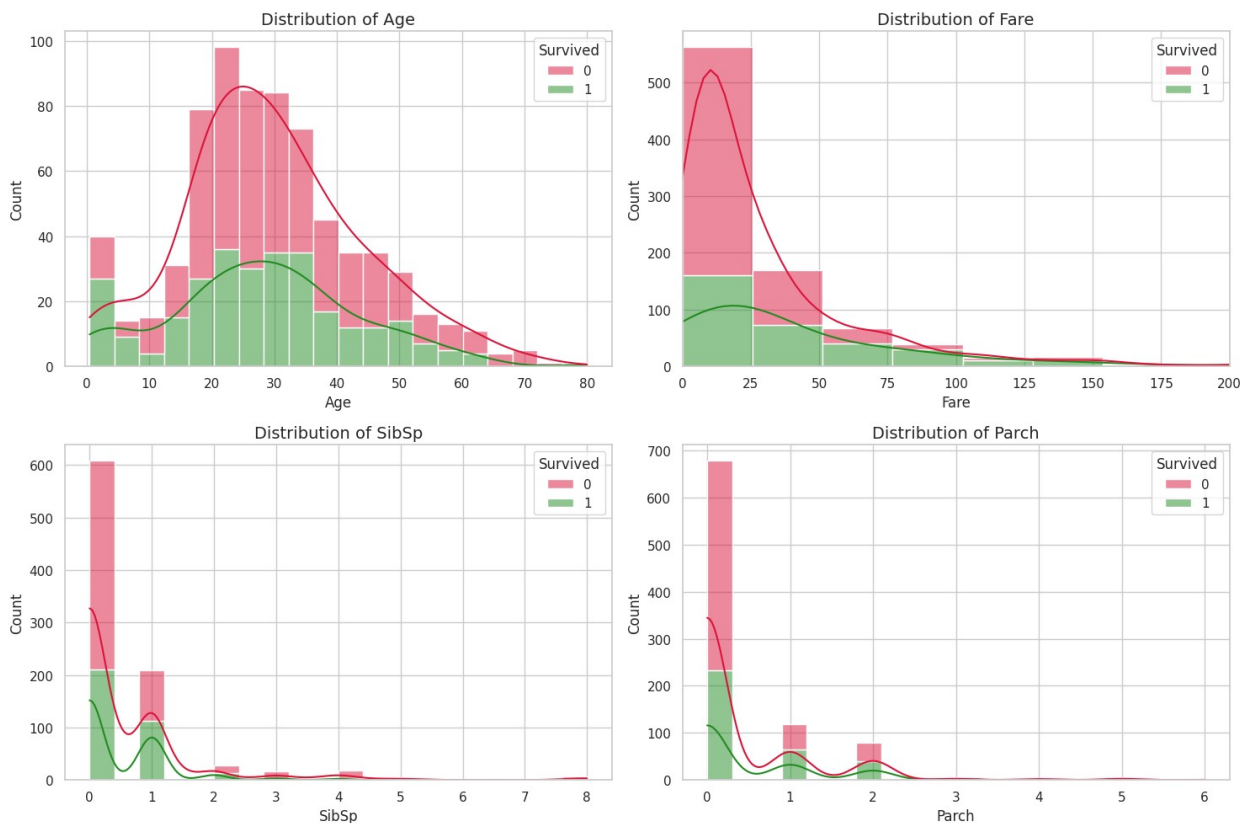 Distribution of Age
Count
100
80
60
40
20
0
0 10 20 30 40 50 60 70 80
Age
Survived
0
1
Distribution of Fare
Count
500
400
300
200
100
0
0 25 50 75 100 125 150 175 200
Fare
Survived
0
1
Distribution of SibSp
Count
600
500
400
300
200
100
0
0 1 2 3 4 5 6 7 8
SibSp
Survived
0
1
Distribution of Parch
Count
700
600
500
400
300
200
100
0
0 1 2 3 4 5 6
Parch
Survived
0
1